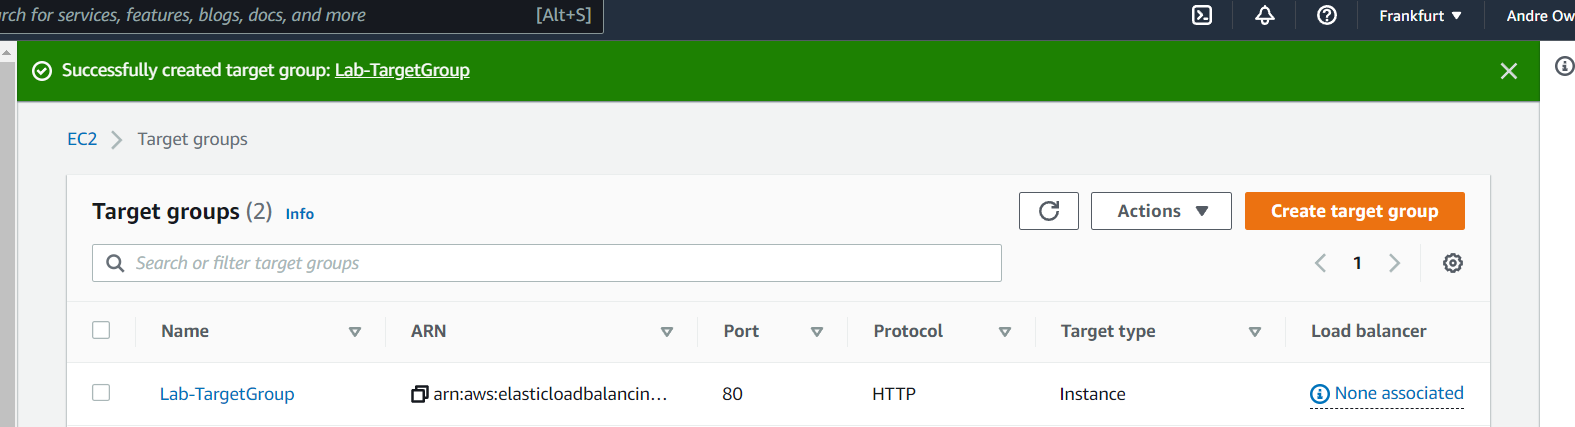 rch for services, features, blogs, docs, and more [Alt+S] Frankfurt Andre Ow
Successfully created target group: Lab-TargetGroup
EC2 Target groups
Target groups (2) Info Actions Create target group
Search or filter target groups 1
Name ARN Port Protocol Target type Load balancer
Lab-TargetGroup arn:aws:elasticloadbalancin... 80 HTTP Instance None associated